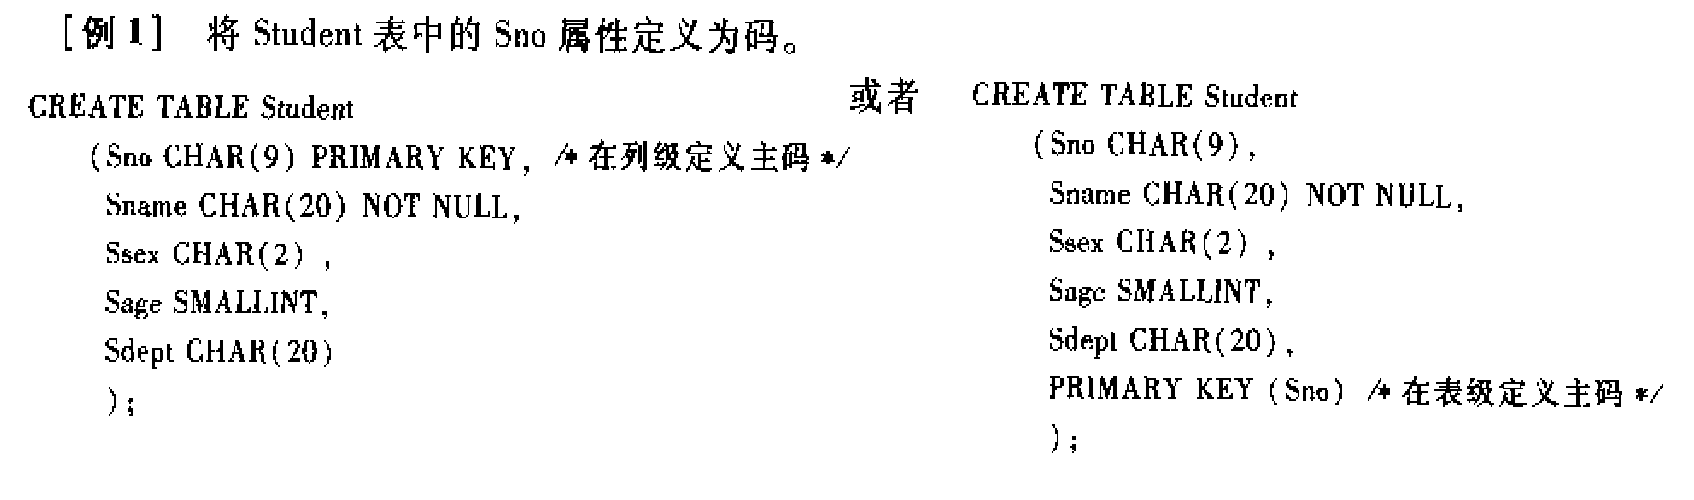 [例1] 将 Student 表中的 Sno 属性定义为码。
CREATE TABLE Student
(Sno CHAR(9) PRIMARY KEY, /* 在列级定义主码 */
Sname CHAR(20) NOT NULL,
Ssex CHAR(2) ,
Sage SMALLINT,
Sdept CHAR(20)
);
或者
CREATE TABLE Student
(Sno CHAR(9),
Sname CHAR(20) NOT NULL,
Ssex CHAR(2) ,
Sage SMALLINT,
Sdept CHAR(20),
PRIMARY KEY (Sno) /* 在表级定义主码 */
);